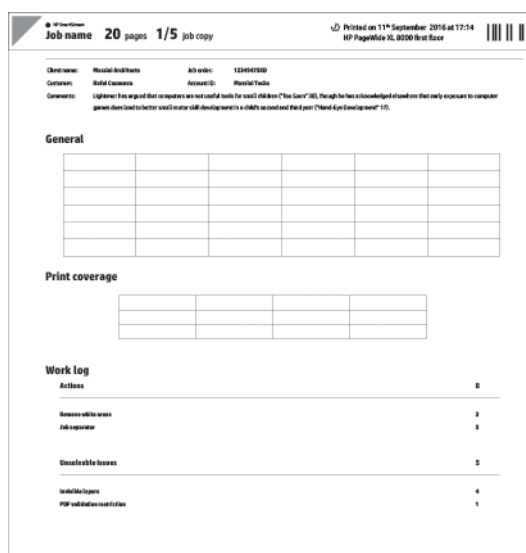 HP SmartStream
Job name 20 pages 1/5 job copy
Printed on 11th September 2016 at 17:14
HP PageWide XL 8000 first floor
Client name: Massini Architects Job order:
Customer: Rafel Casanova Account ID:
Comments: Lightener has argued that computers are not useful tools for small children ("Too Soon" 38), though he has acknowledged elsewhere that early exposure to computer
games does lead to better small motor skill development in a child's second and third year ("Hand-Eye Development" 17).
General
Print coverage
Work log
Actions 8
Remove white areas 3
Job separator 5
Unsolvable issues 5
Invisible layers 4
PDF validation restriction 1